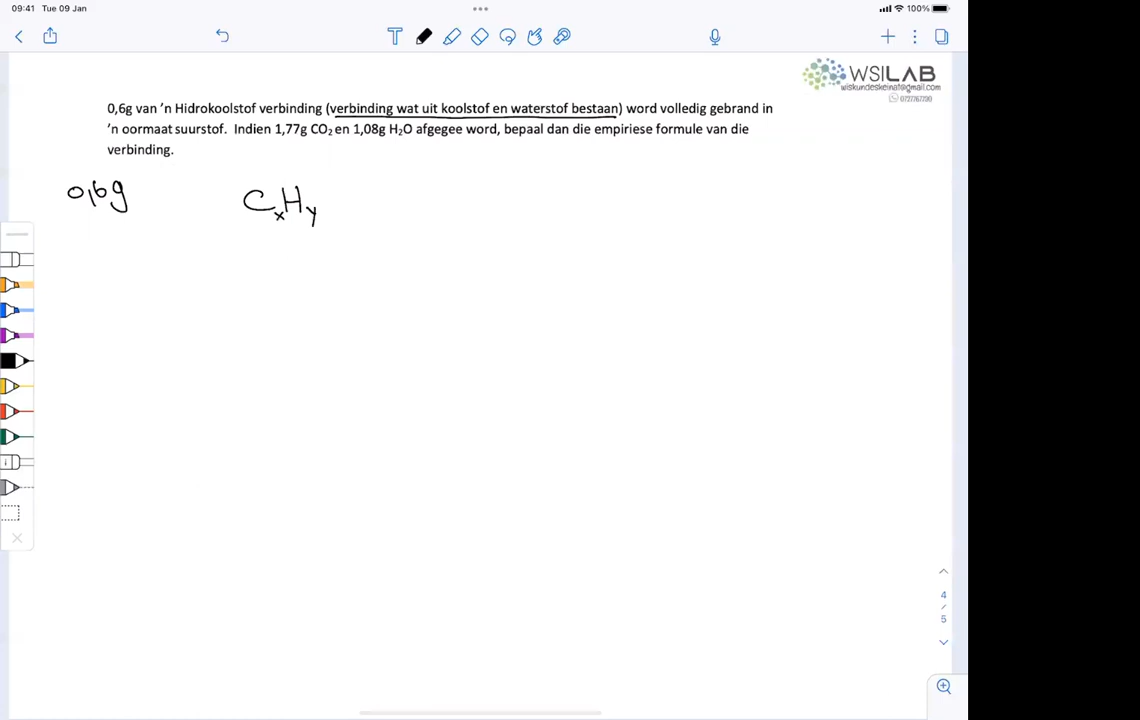 09:41 Tue 09 Jan
100%
WSILAB
wiskundeskeinat@gmail.com
0727767700
0,6g van 'n Hidrokoolstof verbinding (verbinding wat uit koolstof en waterstof bestaan) word volledig gebrand in
'n oormaat suurstof. Indien 1,77g CO₂ en 1,08g H₂O afgegee word, bepaal dan die empiriese formule van die
verbinding.
0,6g CxHy
4
/
5